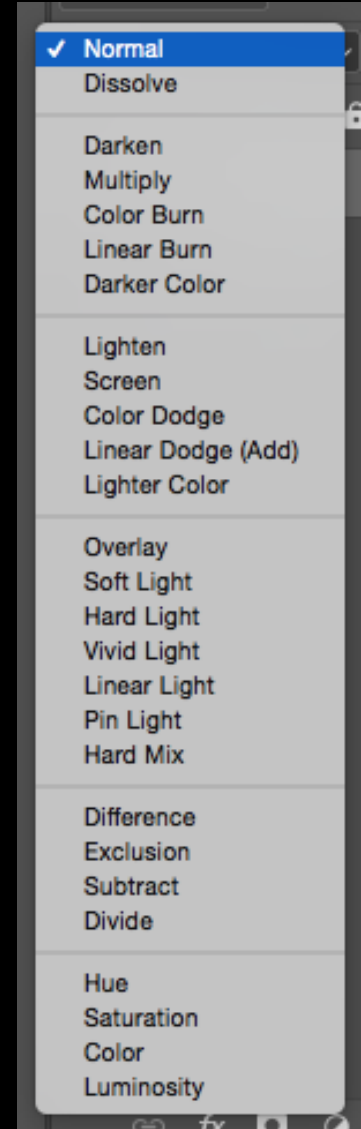 Normal
Dissolve
Darken
Multiply
Color Burn
Linear Burn
Darker Color
Lighten
Screen
Color Dodge
Linear Dodge (Add)
Lighter Color
Overlay
Soft Light
Hard Light
Vivid Light
Linear Light
Pin Light
Hard Mix
Difference
Exclusion
Subtract
Divide
Hue
Saturation
Color
Luminosity
fx